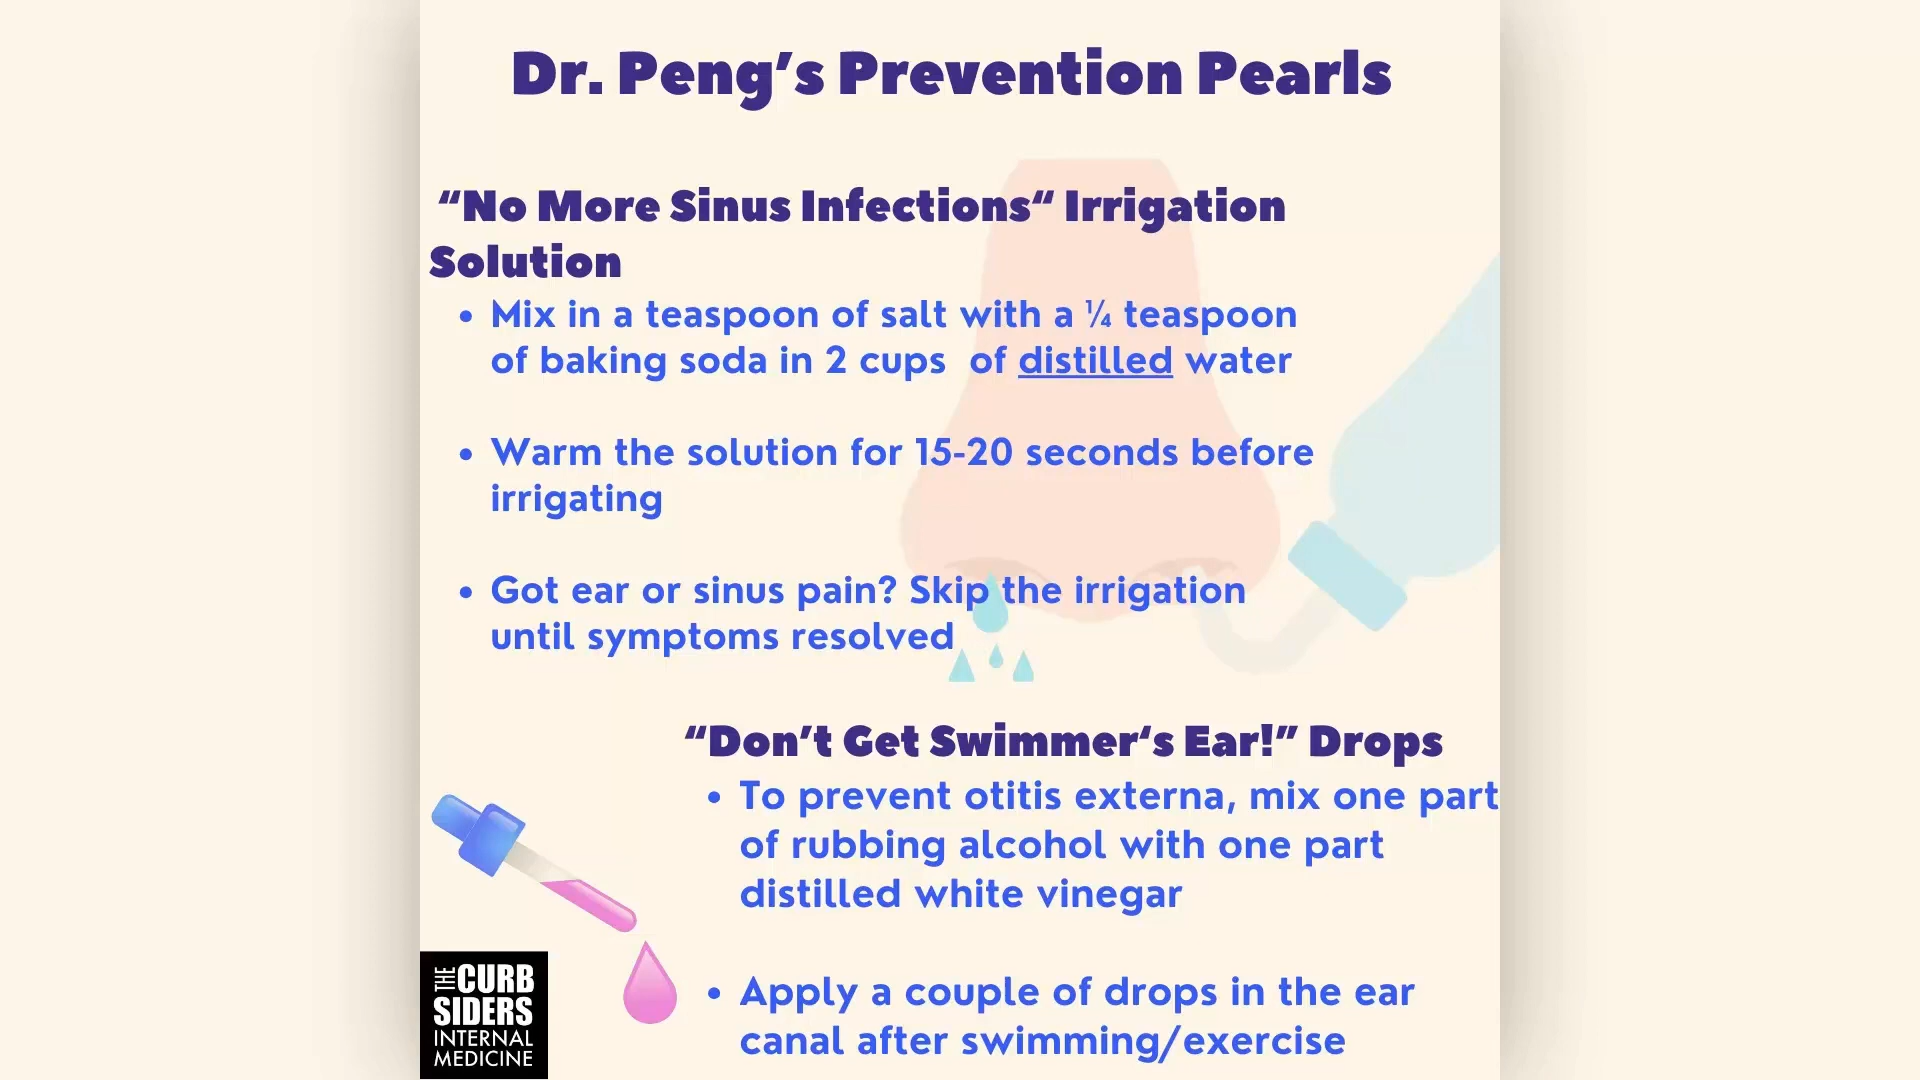 Dr. Peng’s Prevention Pearls
“No More Sinus Infections“ Irrigation
Solution
• Mix in a teaspoon of salt with a ¼ teaspoon
of baking soda in 2 cups of distilled water
• Warm the solution for 15-20 seconds before
irrigating
• Got ear or sinus pain? Skip the irrigation
until symptoms resolved
“Don’t Get Swimmer‘s Ear!” Drops
• To prevent otitis externa, mix one part
of rubbing alcohol with one part
distilled white vinegar
• Apply a couple of drops in the ear
canal after swimming/exercise
THE CURB
SIDERS
INTERNAL
MEDICINE